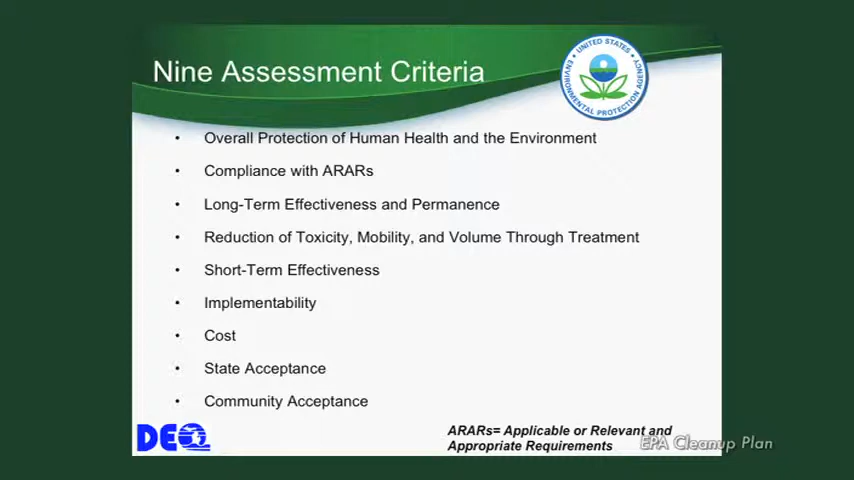 Nine Assessment Criteria
UNITED STATES
ENVIRONMENTAL PROTECTION AGENCY
• Overall Protection of Human Health and the Environment
• Compliance with ARARs
• Long-Term Effectiveness and Permanence
• Reduction of Toxicity, Mobility, and Volume Through Treatment
• Short-Term Effectiveness
• Implementability
• Cost
• State Acceptance
• Community Acceptance
DEQ
ARARs= Applicable or Relevant and
Appropriate Requirements
EPA Cleanup Plan